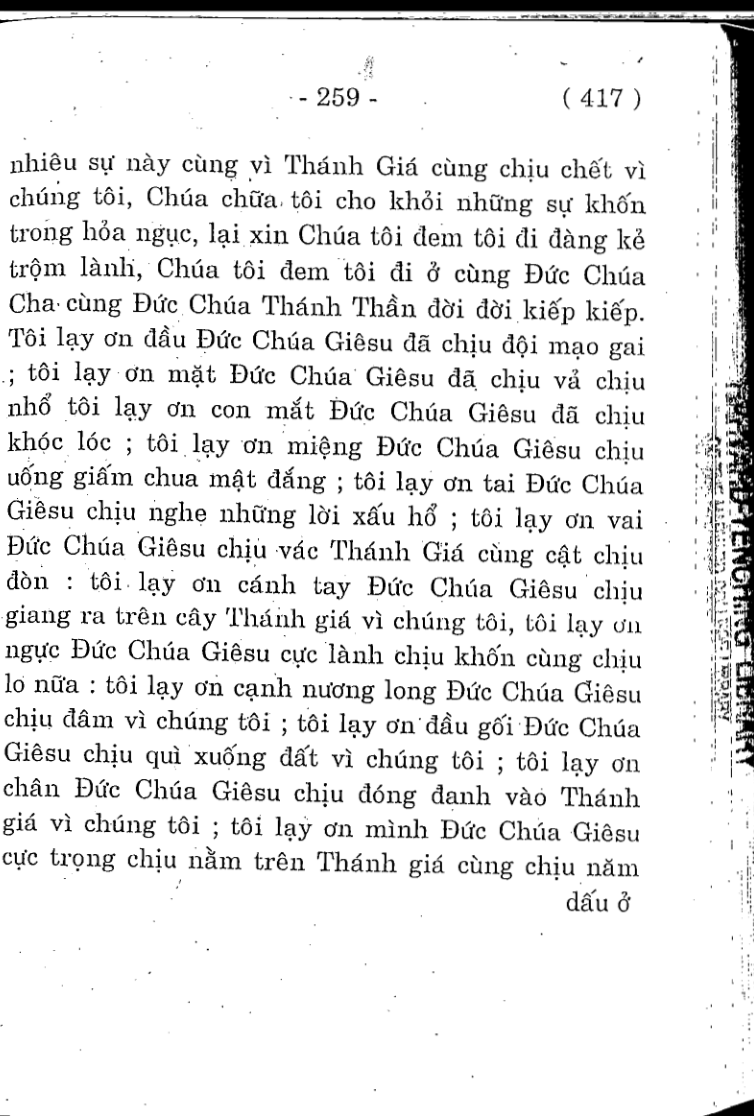 - 259 - ( 417 )
nhiêu sự này cùng vì Thánh Giá cùng chịu chết vì
chúng tôi, Chúa chữa tôi cho khỏi những sự khốn
trong hỏa ngục, lại xin Chúa tôi đem tôi đi đàng kẻ
trộm lành, Chúa tôi đem tôi đi ở cùng Đức Chúa
Cha cùng Đức Chúa Thánh Thần đời đời kiếp kiếp.
Tôi lạy ơn đầu Đức Chúa Giêsu đã chịu đội mạo gai
; tôi lạy ơn mặt Đức Chúa Giêsu đã chịu vả chịu
nhổ tôi lạy ơn con mắt Đức Chúa Giêsu đã chịu
khóc lóc ; tôi lạy ơn miệng Đức Chúa Giêsu chịu
uống giấm chua mật đắng ; tôi lạy ơn tai Đức Chúa
Giêsu chịu nghe những lời xấu hổ ; tôi lạy ơn vai
Đức Chúa Giêsu chịu vác Thánh Giá cùng cật chịu
đòn : tôi lạy ơn cánh tay Đức Chúa Giêsu chịu
giang ra trên cây Thánh giá vì chúng tôi, tôi lạy ơn
ngực Đức Chúa Giêsu cực lành chịu khốn cùng chịu
lo nữa : tôi lạy ơn cạnh nương long Đức Chúa Giêsu
chịu đâm vì chúng tôi ; tôi lạy ơn đầu gối Đức Chúa
Giêsu chịu quì xuống đất vì chúng tôi ; tôi lạy ơn
chân Đức Chúa Giêsu chịu đóng đanh vào Thánh
giá vì chúng tôi ; tôi lạy ơn mình Đức Chúa Giêsu
cực trọng chịu nằm trên Thánh giá cùng chịu năm
dấu ở
HARVARD-YENCHING LIBRARY